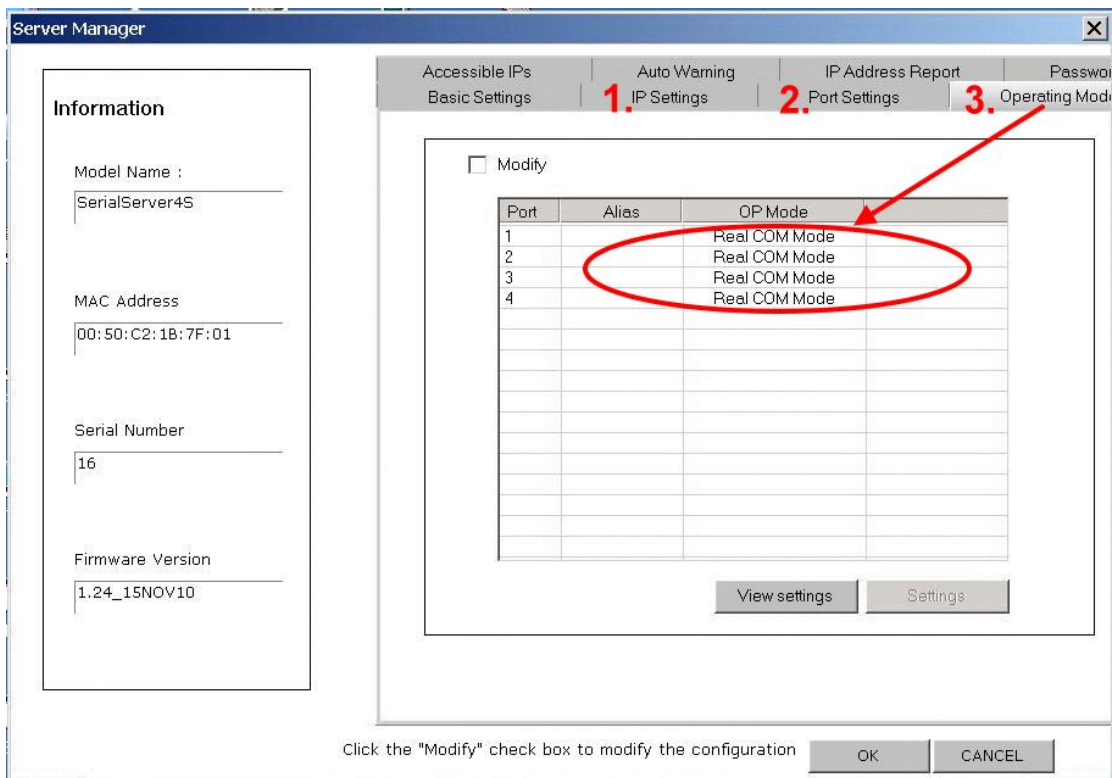 Server Manager
Information
Model Name :
SerialServer4S
MAC Address
00:50:C2:1B:7F:01
Serial Number
16
Firmware Version
1.24_15NOV10
Accessible IPs Auto Warning IP Address Report Passwor
Basic Settings 1. IP Settings 2. Port Settings 3. Operating Mod
Modify
Port Alias OP Mode
1 Real COM Mode
2 Real COM Mode
3 Real COM Mode
4 Real COM Mode
View settings Settings
Click the "Modify" check box to modify the configuration OK CANCEL